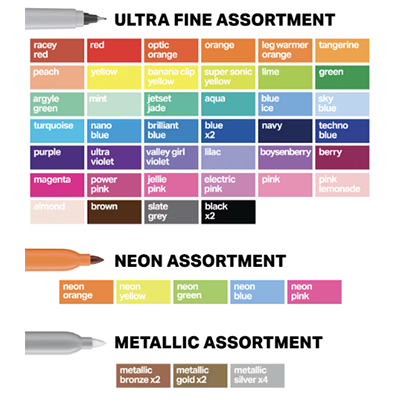 ULTRA FINE ASSORTMENT
racey red
red
optic orange
orange
leg warmer orange
tangerine
peach
yellow
banana clip yellow
super sonic yellow
lime
green
argyle green
mint
jetset jade
aqua
blue ice
sky blue
turquoise
nano blue
brilliant blue
blue x2
navy
techno blue
purple
ultra violet
valley girl violet
lilac
boysenberry
berry
magenta
power pink
jellie pink
electric pink
pink
pink lemonade
almond
brown
slate grey
black x2
NEON ASSORTMENT
neon orange
neon yellow
neon green
neon blue
neon pink
METALLIC ASSORTMENT
metallic bronze x2
metallic gold x2
metallic silver x4